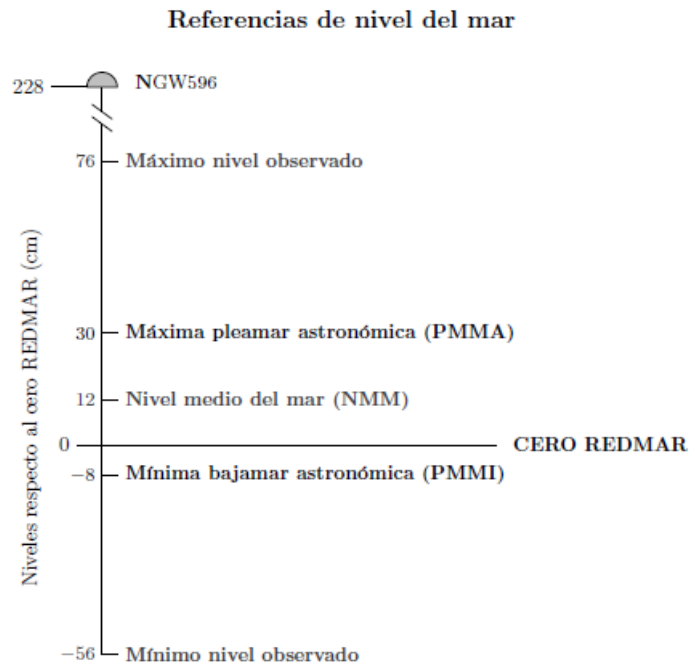 Referencias de nivel del mar
228 NGW596
76 Máximo nivel observado
30 Máxima pleamar astronómica (PMMA)
12 Nivel medio del mar (NMM)
0 CERO REDMAR
−8 Mínima bajamar astronómica (PMMI)
−56 Mínimo nivel observado
Niveles respecto al cero REDMAR (cm)